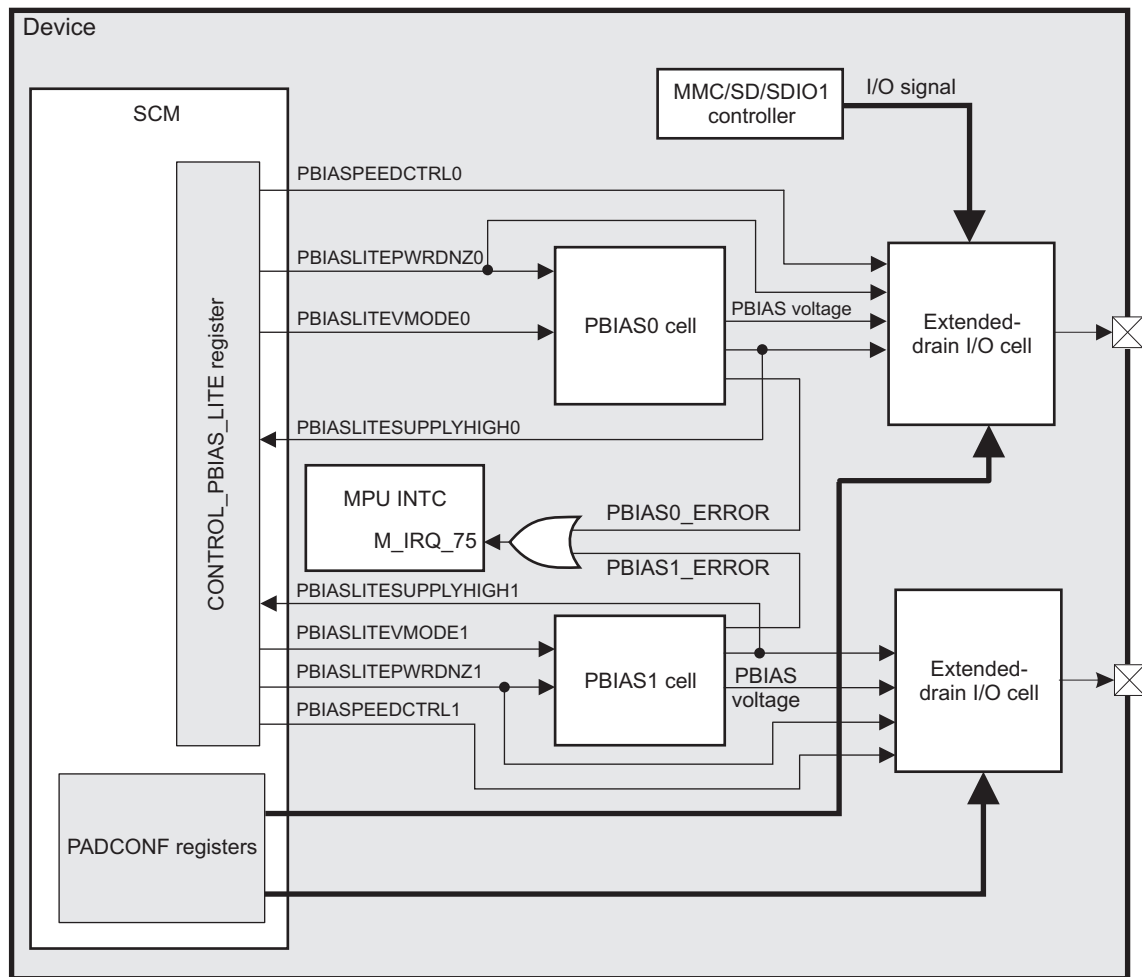 Device
SCM
MMC/SD/SDIO1
controller
I/O signal
PBIASPEEDCTRL0
PBIASLITEPWRDNZ0
PBIASLITEVMODE0
PBIAS0 cell
PBIAS voltage
Extended-
drain I/O cell
CONTROL_PBIAS_LITE register
PBIASLITESUPPLYHIGH0
MPU INTC
M_IRQ_75
PBIAS0_ERROR
PBIAS1_ERROR
PBIASLITESUPPLYHIGH1
PBIASLITEVMODE1
PBIASLITEPWRDNZ1
PBIASPEEDCTRL1
PBIAS1 cell
PBIAS
voltage
Extended-
drain I/O cell
PADCONF registers